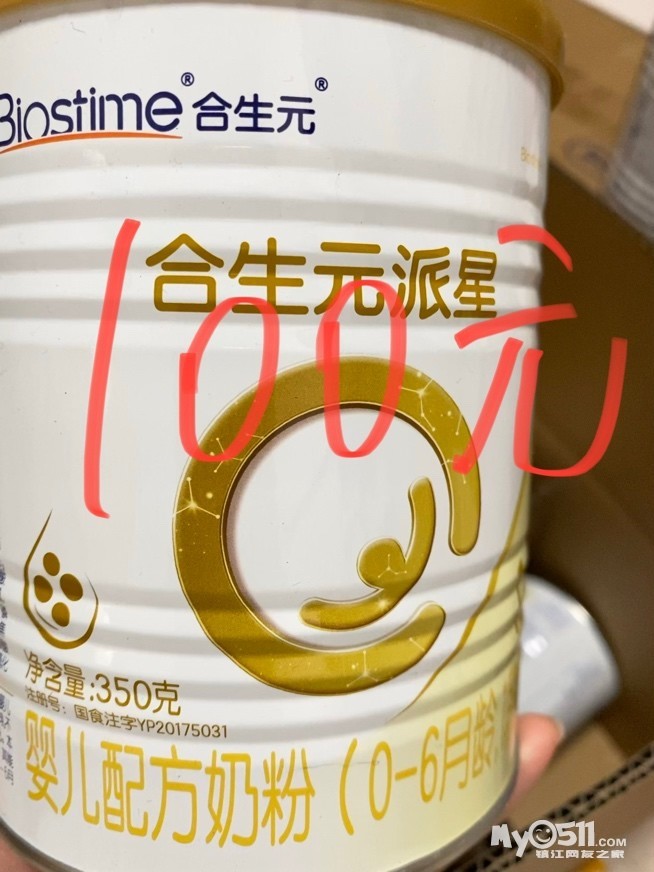 Biostime® 合生元®
合生元派星
100元
净含量:350克
注册号：国食注字YP20175031
婴儿配方奶粉（0-6月龄
MyO511.COM
镇江网友之家